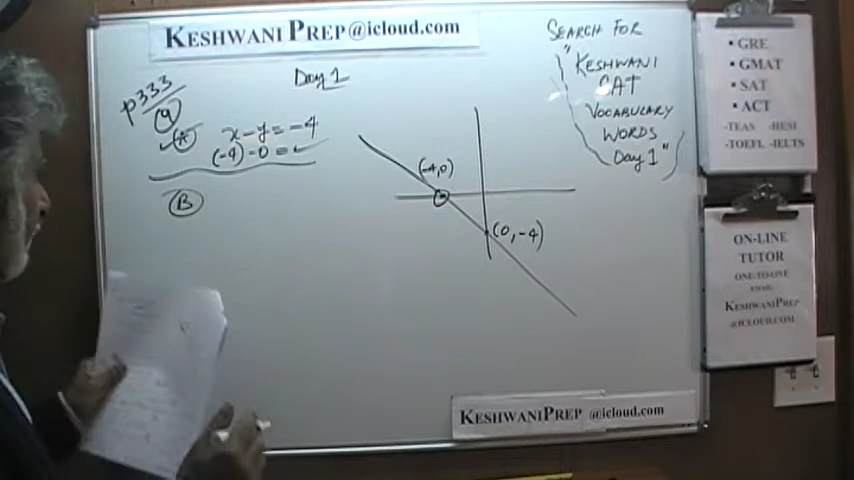 KESHWANI PREP@icloud.com
Day 1
p333
9
A
x-y=-4
(-4)-0=
B
(-4,0)
(0,-4)
SEARCH FOR
"KESHWANI
CAT
VOCABULARY
WORDS
Day 1"
• GRE
• GMAT
• SAT
• ACT
-TEAS -HESI
-TOEFL -IELTS
ON-LINE
TUTOR
ONE-TO-ONE
EMAIL
KESHWANIPREP
@ICLOUD.COM
KESHWANIPREP @icloud.com